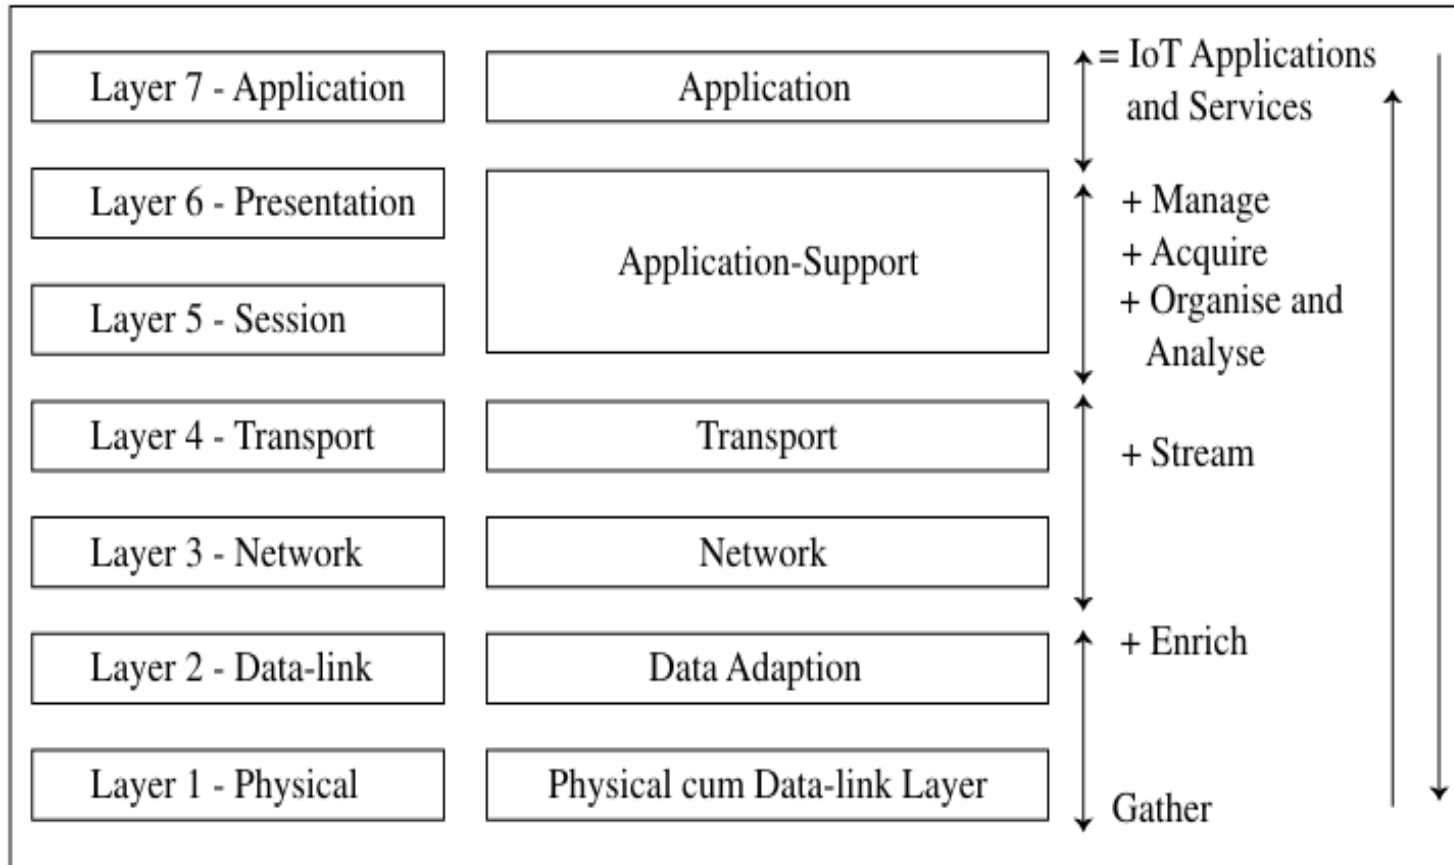 Layer 7 - Application
Application
= IoT Applications
and Services
Layer 6 - Presentation
Application-Support
+ Manage
+ Acquire
+ Organise and
Analyse
Layer 5 - Session
Layer 4 - Transport
Transport
+ Stream
Layer 3 - Network
Network
Layer 2 - Data-link
Data Adaption
+ Enrich
Layer 1 - Physical
Physical cum Data-link Layer
Gather